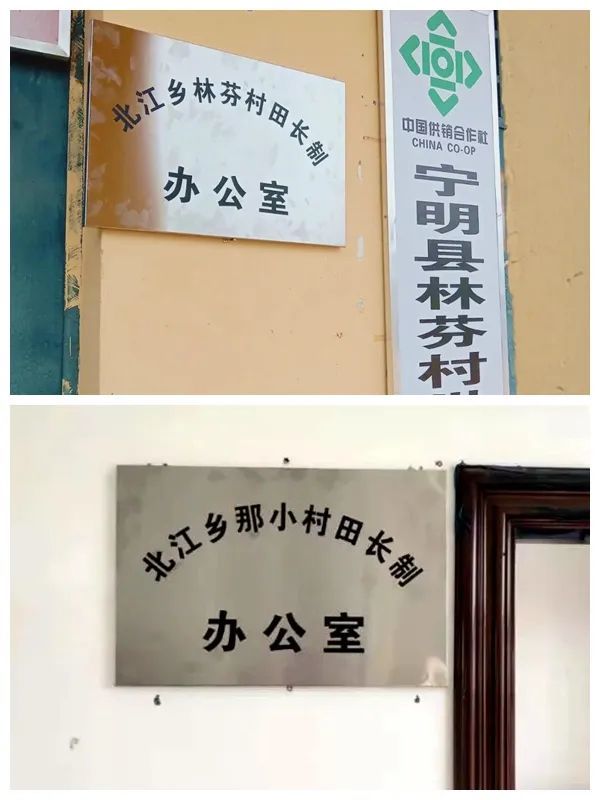 北江乡林芬村田长制
办公室
中国供销合作社
CHINA CO-OP
宁明县林芬村
北江乡那小村田长制
办公室